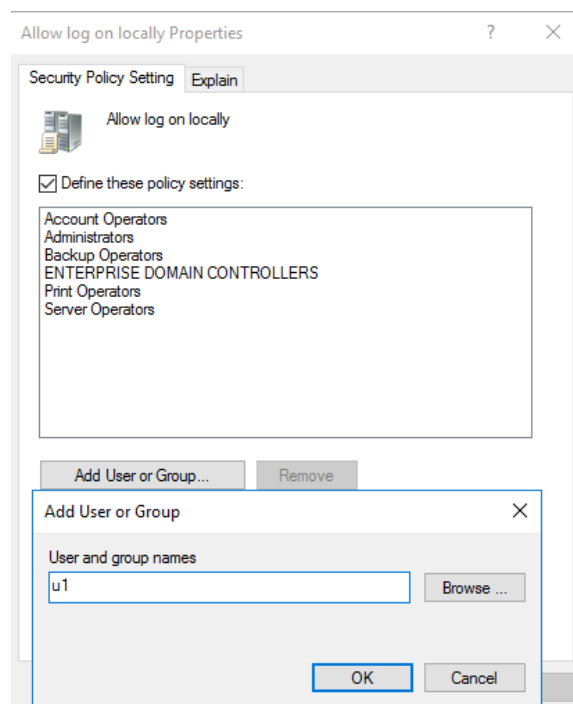 Allow log on locally Properties
?
Security Policy Setting
Explain
Allow log on locally
Define these policy settings:
Account Operators
Administrators
Backup Operators
ENTERPRISE DOMAIN CONTROLLERS
Print Operators
Server Operators
Add User or Group...
Remove
Add User or Group
User and group names
u1
Browse ...
OK
Cancel